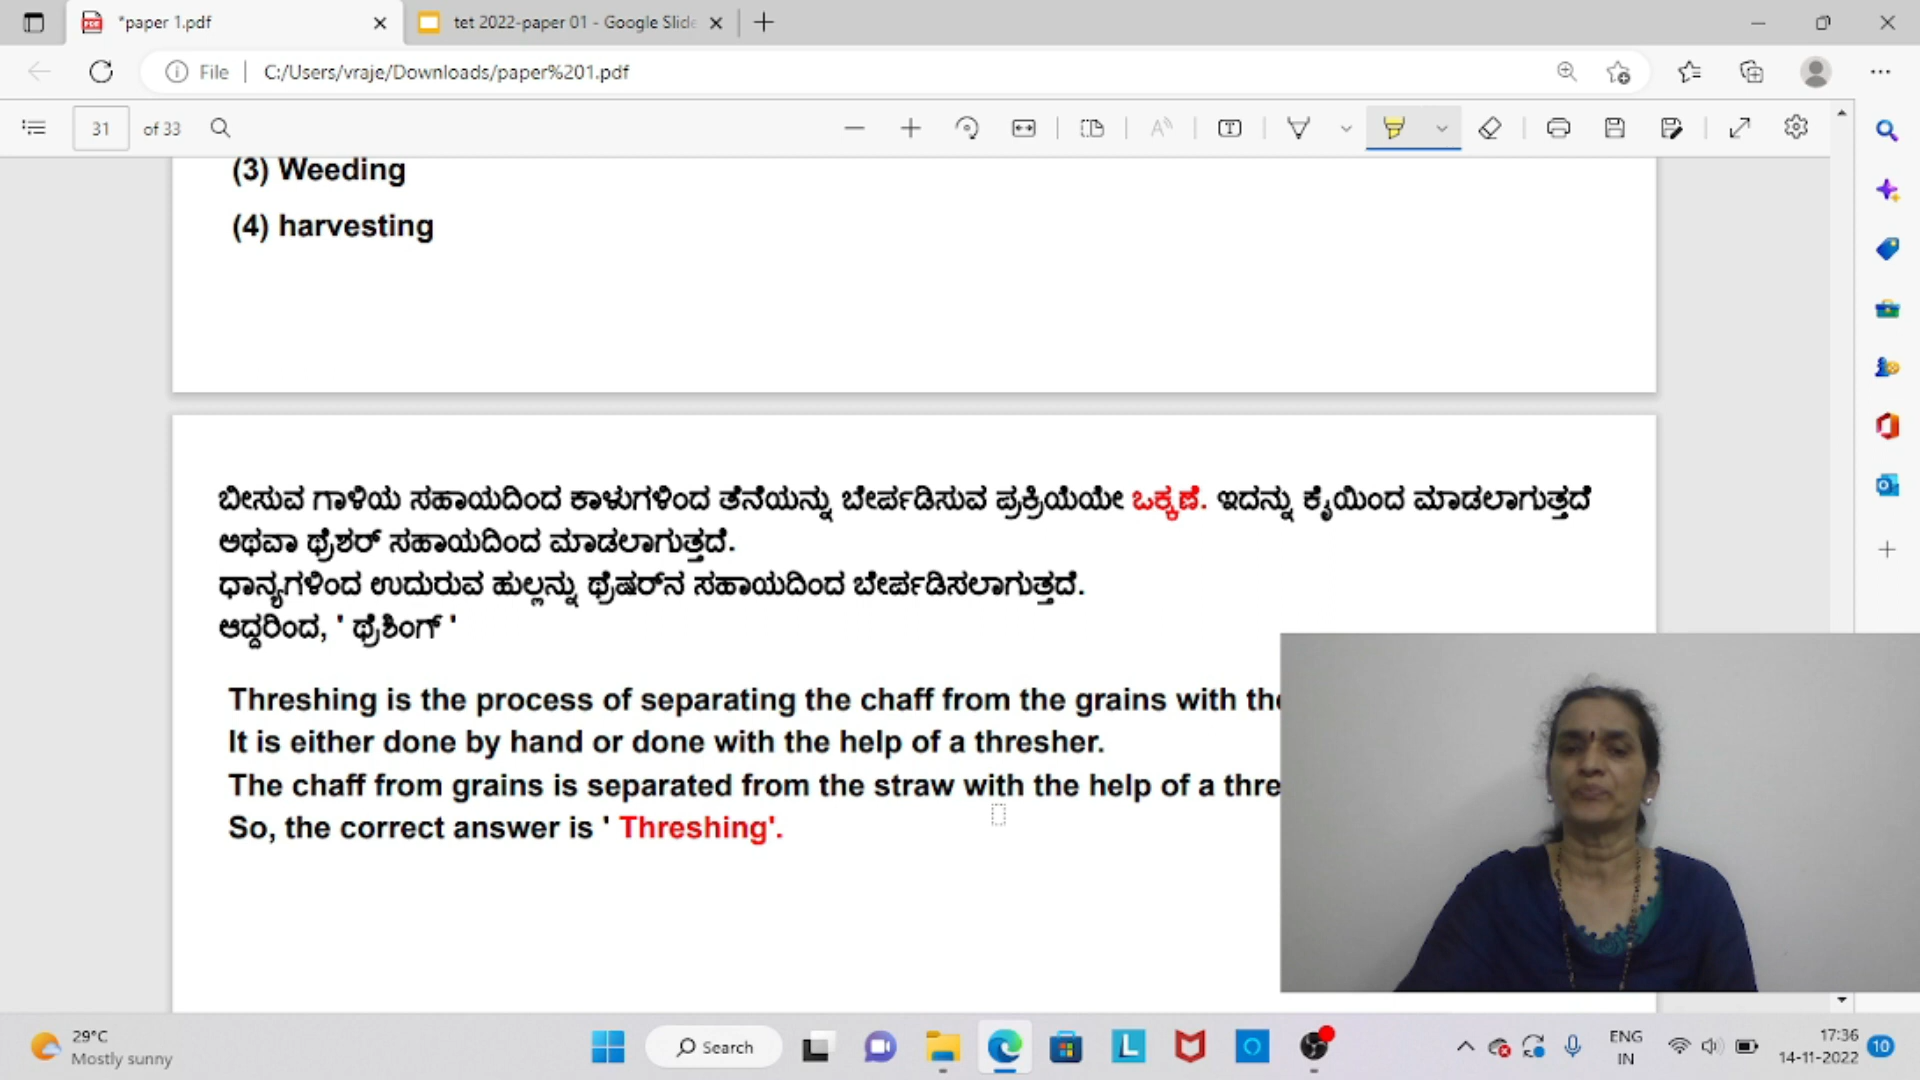 *paper 1.pdf
tet 2022-paper 01 - Google Slide
File
C:/Users/vraje/Downloads/paper%201.pdf
31 of 33
(3) Weeding
(4) harvesting
ಬೀಸುವ ಗಾಳಿಯ ಸಹಾಯದಿಂದ ಕಾಳುಗಳಿಂದ ತೆನೆಯನ್ನು ಬೇರ್ಪಡಿಸುವ ಪ್ರಕ್ರಿಯೆಯೇ ಒಕ್ಕಣೆ. ಇದನ್ನು ಕೈಯಿಂದ ಮಾಡಲಾಗುತ್ತದೆ
ಅಥವಾ ಥ್ರೆಶರ್ ಸಹಾಯದಿಂದ ಮಾಡಲಾಗುತ್ತದೆ.
ಧಾನ್ಯಗಳಿಂದ ಉದುರುವ ಹುಲ್ಲನ್ನು ಥ್ರೆಷರ್‌ನ ಸಹಾಯದಿಂದ ಬೇರ್ಪಡಿಸಲಾಗುತ್ತದೆ.
ಆದ್ದರಿಂದ, ' ಥ್ರೆಶಿಂಗ್ '
Threshing is the process of separating the chaff from the grains with the
It is either done by hand or done with the help of a thresher.
The chaff from grains is separated from the straw with the help of a thre
So, the correct answer is ' Threshing'.
29°C
Mostly sunny
Search
ENG
IN
17:36
14-11-2022
10